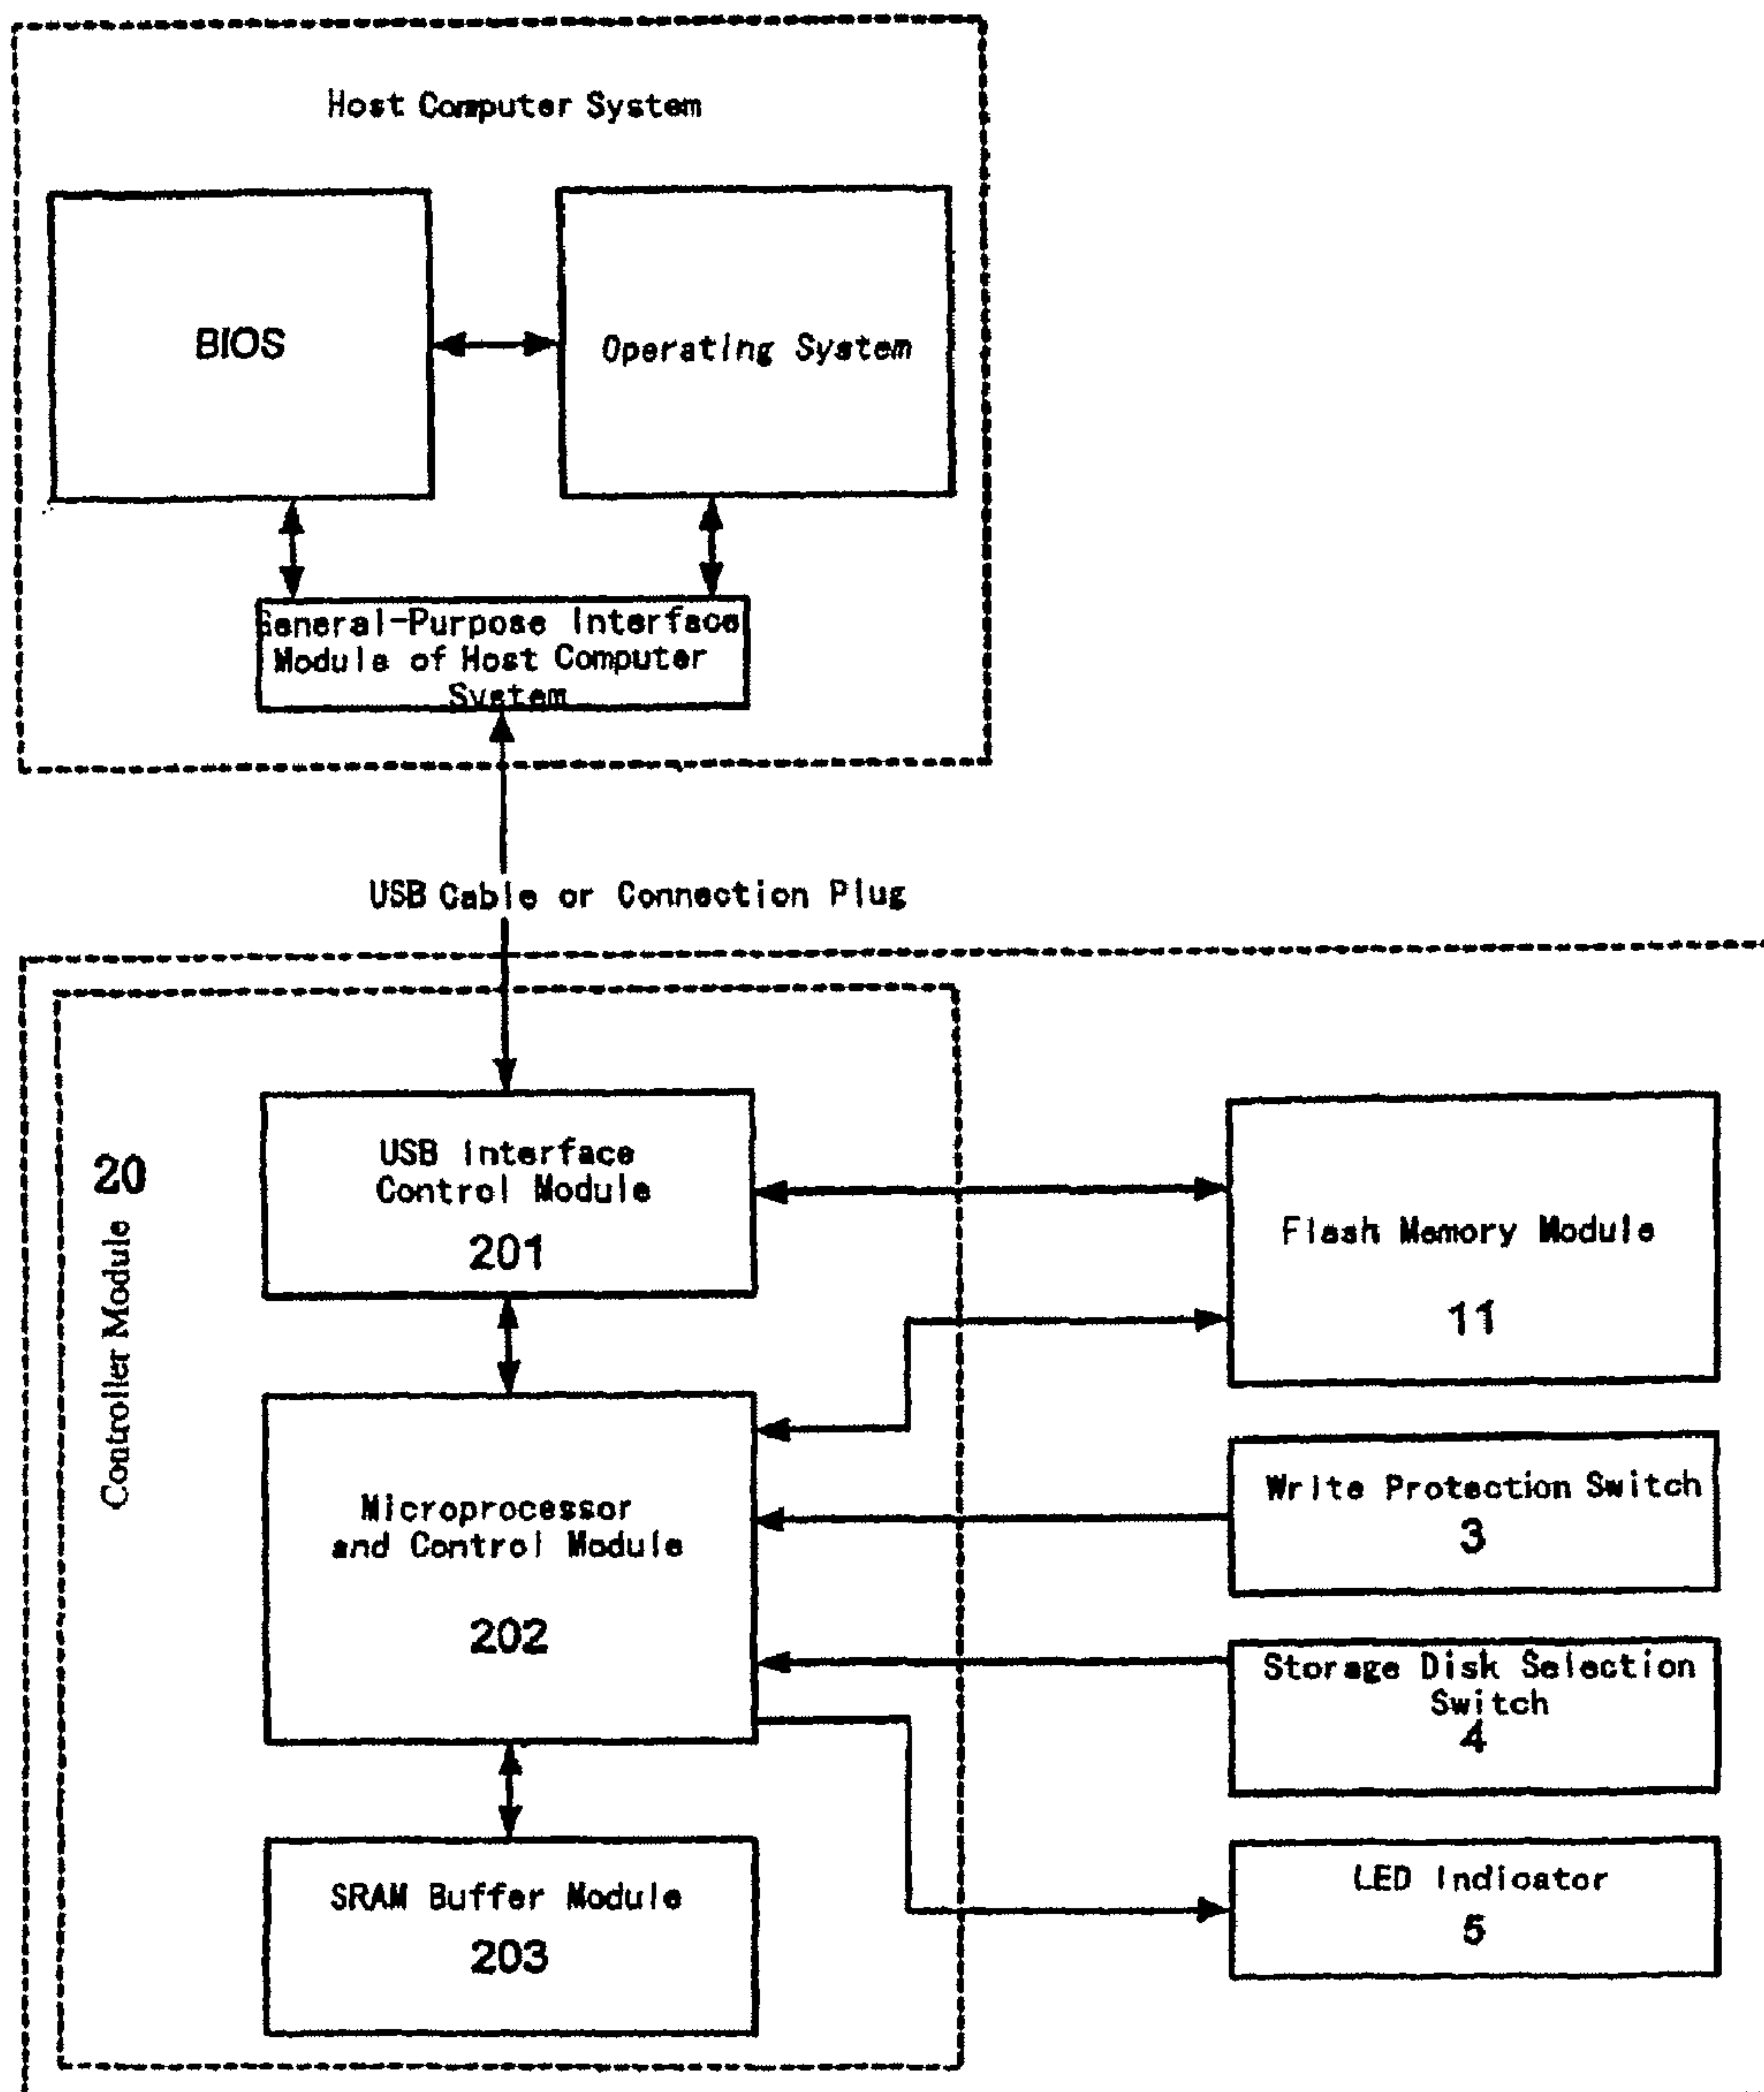 Host Computer System
BIOS
Operating System
General-Purpose Interface
Module of Host Computer
System
USB Cable or Connection Plug
20
Controller Module
USB Interface
Control Module
201
Flash Memory Module
11
Microprocessor
and Control Module
202
Write Protection Switch
3
Storage Disk Selection
Switch
4
SRAM Buffer Module
203
LED Indicator
5